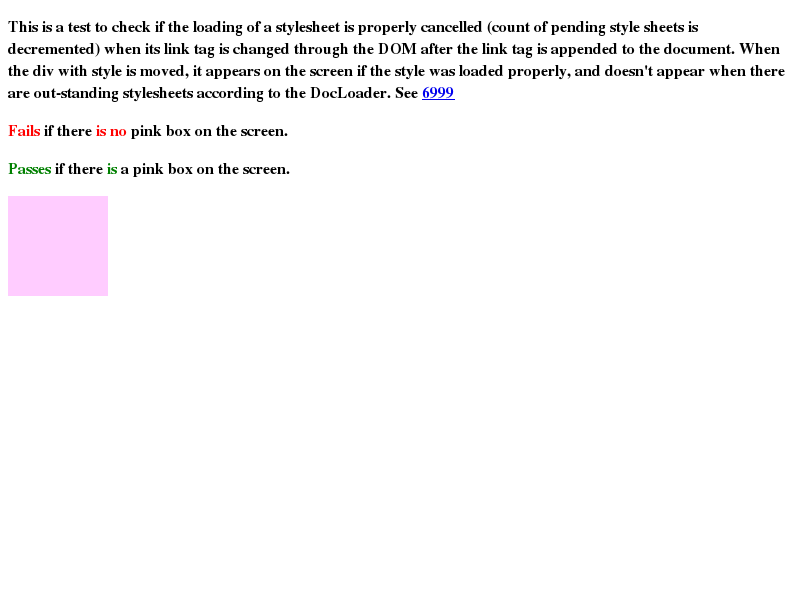 This is a test to check if the loading of a stylesheet is properly cancelled (count of pending style sheets is
decremented) when its link tag is changed through the DOM after the link tag is appended to the document. When
the div with style is moved, it appears on the screen if the style was loaded properly, and doesn't appear when there
are out-standing stylesheets according to the DocLoader. See 6999
Fails if there is no pink box on the screen.
Passes if there is a pink box on the screen.